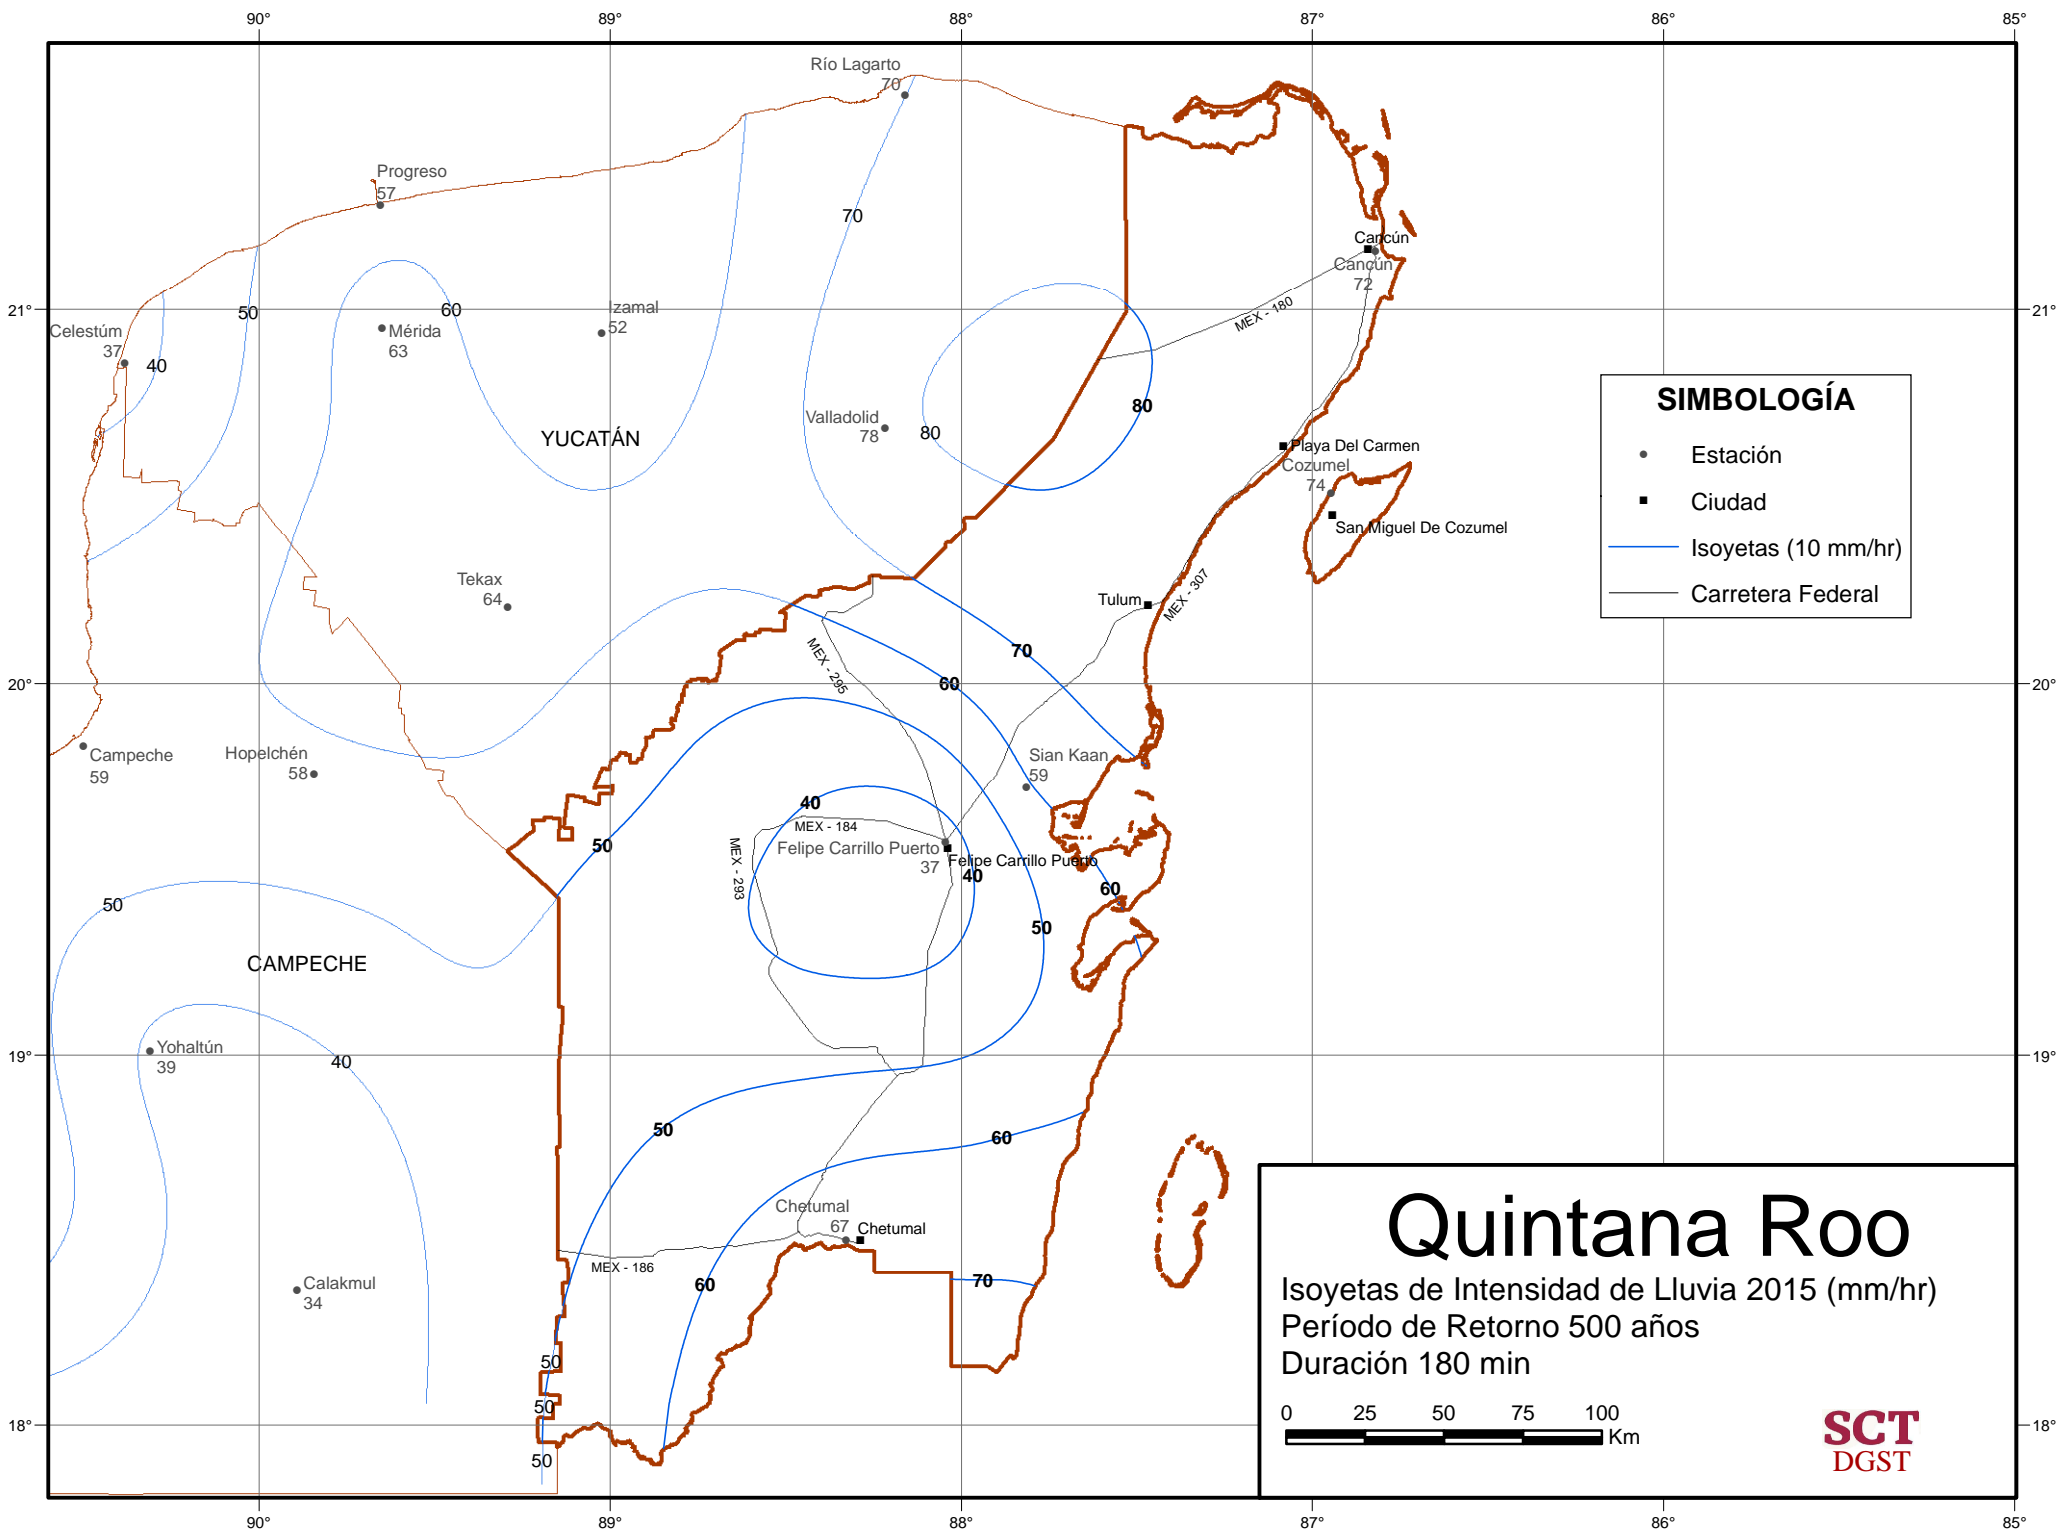 90°
89°
88°
87°
86°
85°
Río Lagarto
70
Progreso
57
70
Cancún
Cancún
72
21°
50
60
Izamal
52
MEX - 180
21°
Celestúm
37
40
Mérida
63
80
Valladolid
78
80
YUCATÁN
Playa Del Carmen
Cozumel
74
San Miguel De Cozumel
SIMBOLOGÍA
Estación
Ciudad
Isoyetas (10 mm/hr)
Carretera Federal
Tekax
64
Tulum
MEX - 307
MEX - 295
70
20°
60
20°
Campeche
59
Hopelchén
58
Sian Kaan
59
40
MEX - 184
50
MEX - 293
Felipe Carrillo Puerto
37
Felipe Carrillo Puerto
40
60
50
50
CAMPECHE
19°
Yohaltún
39
40
19°
50
60
Chetumal
67
Chetumal
MEX - 186
60
70
Calakmul
34
50
50
50
18°
18°
Quintana Roo
Isoyetas de Intensidad de Lluvia 2015 (mm/hr)
Período de Retorno 500 años
Duración 180 min
0 25 50 75 100
Km
SCT
DGST
90°
89°
88°
87°
86°
85°